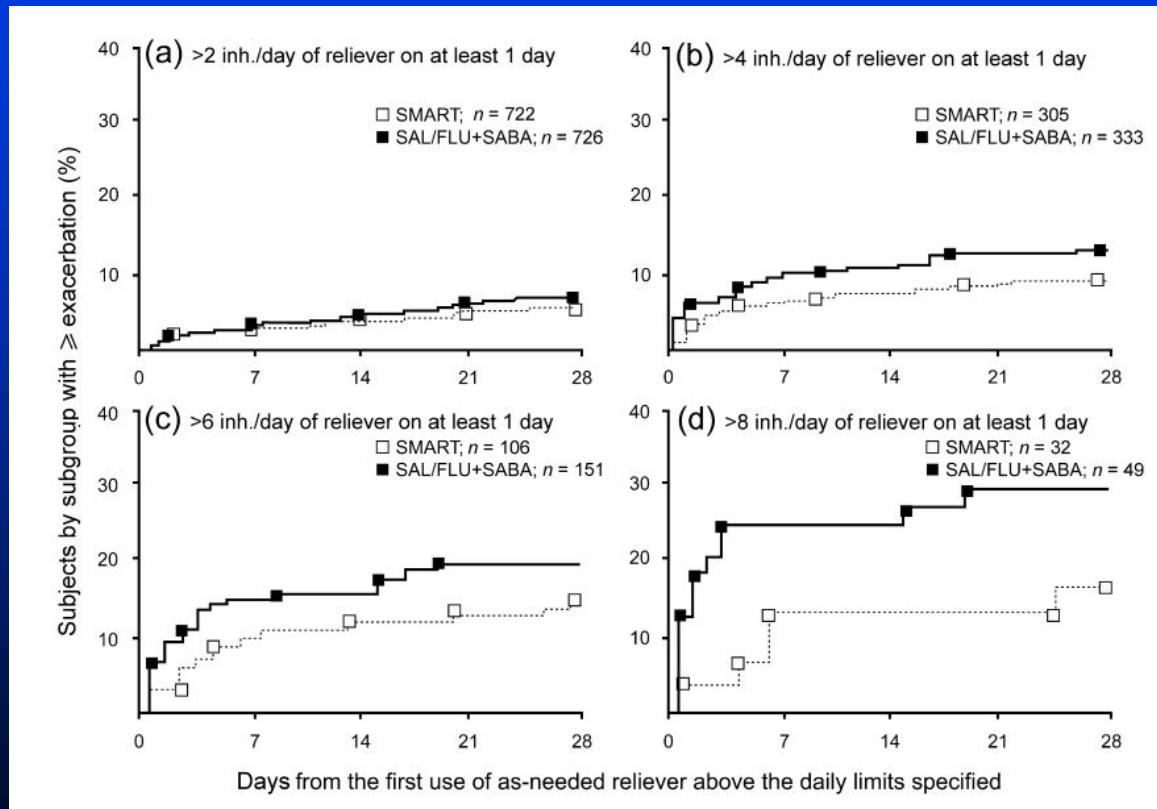 Subjects by subgroup with ⩾ exacerbation (%)
(a) >2 inh./day of reliever on at least 1 day
SMART; n = 722
SAL/FLU+SABA; n = 726
40
30
20
10
0 7 14 21 28
(b) >4 inh./day of reliever on at least 1 day
SMART; n = 305
SAL/FLU+SABA; n = 333
40
30
20
10
0 7 14 21 28
(c) >6 inh./day of reliever on at least 1 day
SMART; n = 106
SAL/FLU+SABA; n = 151
40
30
20
10
0 7 14 21 28
(d) >8 inh./day of reliever on at least 1 day
SMART; n = 32
SAL/FLU+SABA; n = 49
40
30
20
10
0 7 14 21 28
Days from the first use of as-needed reliever above the daily limits specified